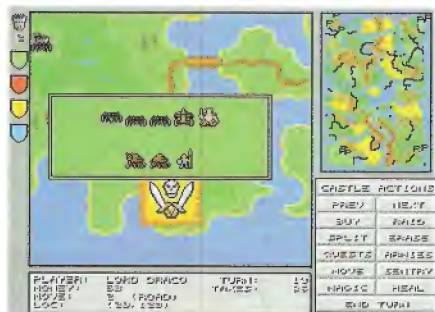 CASTLE ACTIONS
PREV NEXT
BUY RAID
SPLIT ERASE
QUESTS ARMIES
MOVE SENTRY
MAGIC HEAL
END TURN
PLAYER: LORD DRACO TURN:
MONEY: TAXES:
MOVE: (ROAD)
LOC: